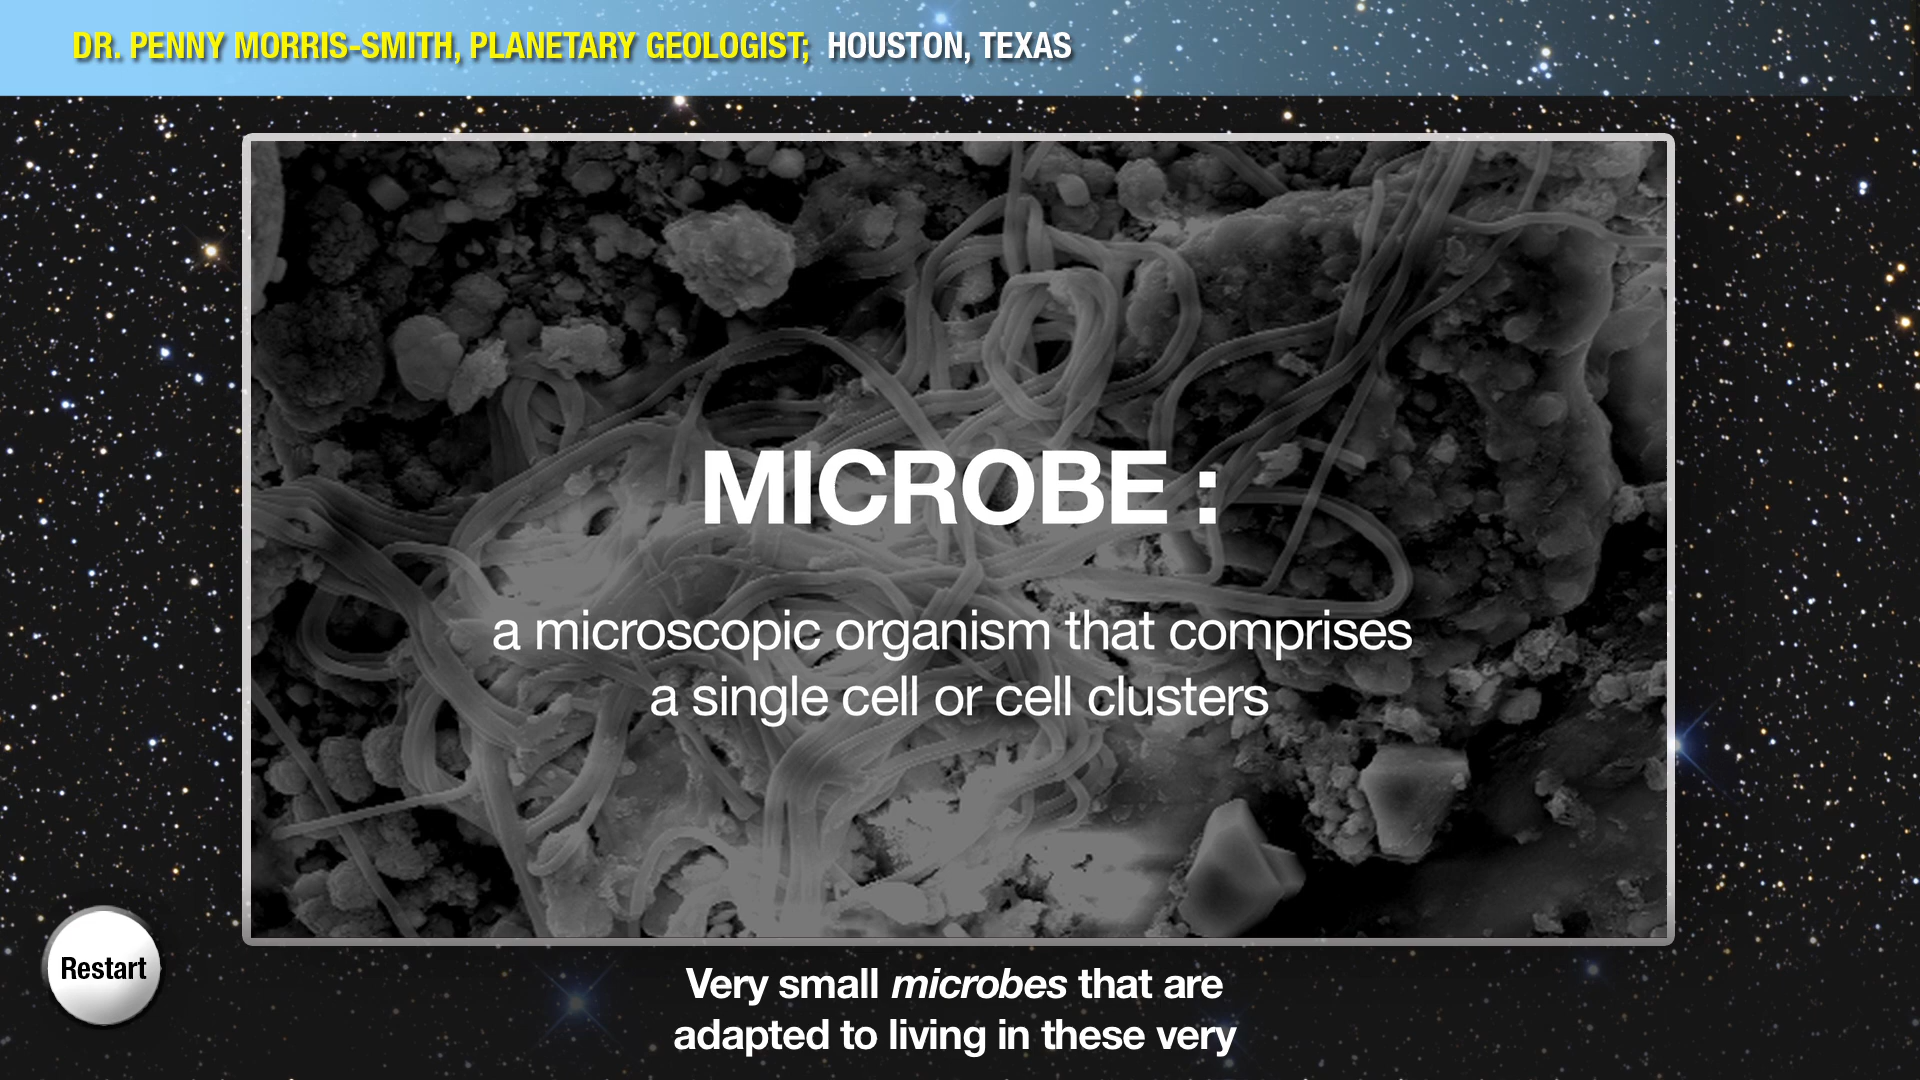 DR. PENNY MORRIS-SMITH, PLANETARY GEOLOGIST; HOUSTON, TEXAS
MICROBE :
a microscopic organism that comprises
a single cell or cell clusters
Restart
Very small microbes that are
adapted to living in these very